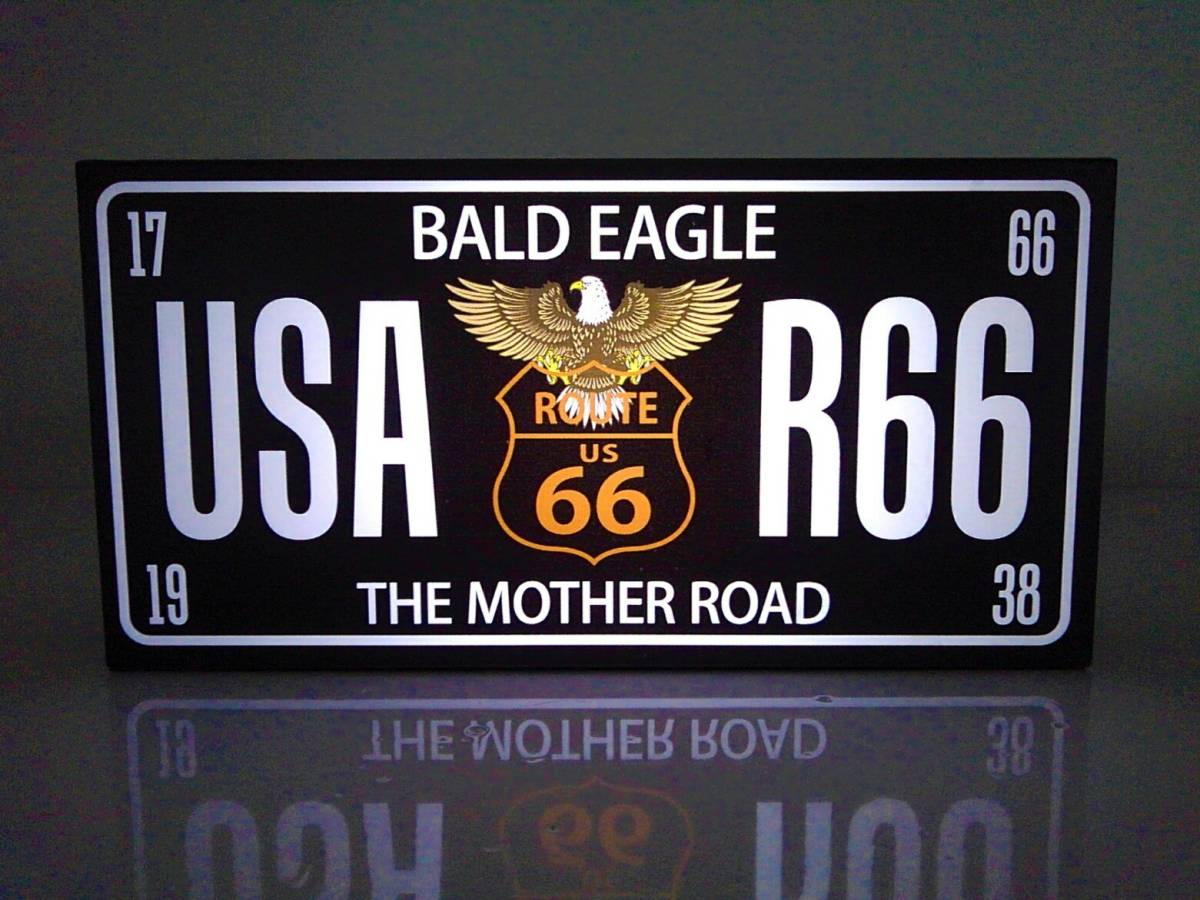 BALD EAGLE
17
66
USA
R66
ROUTE
US
66
19
38
THE MOTHER ROAD